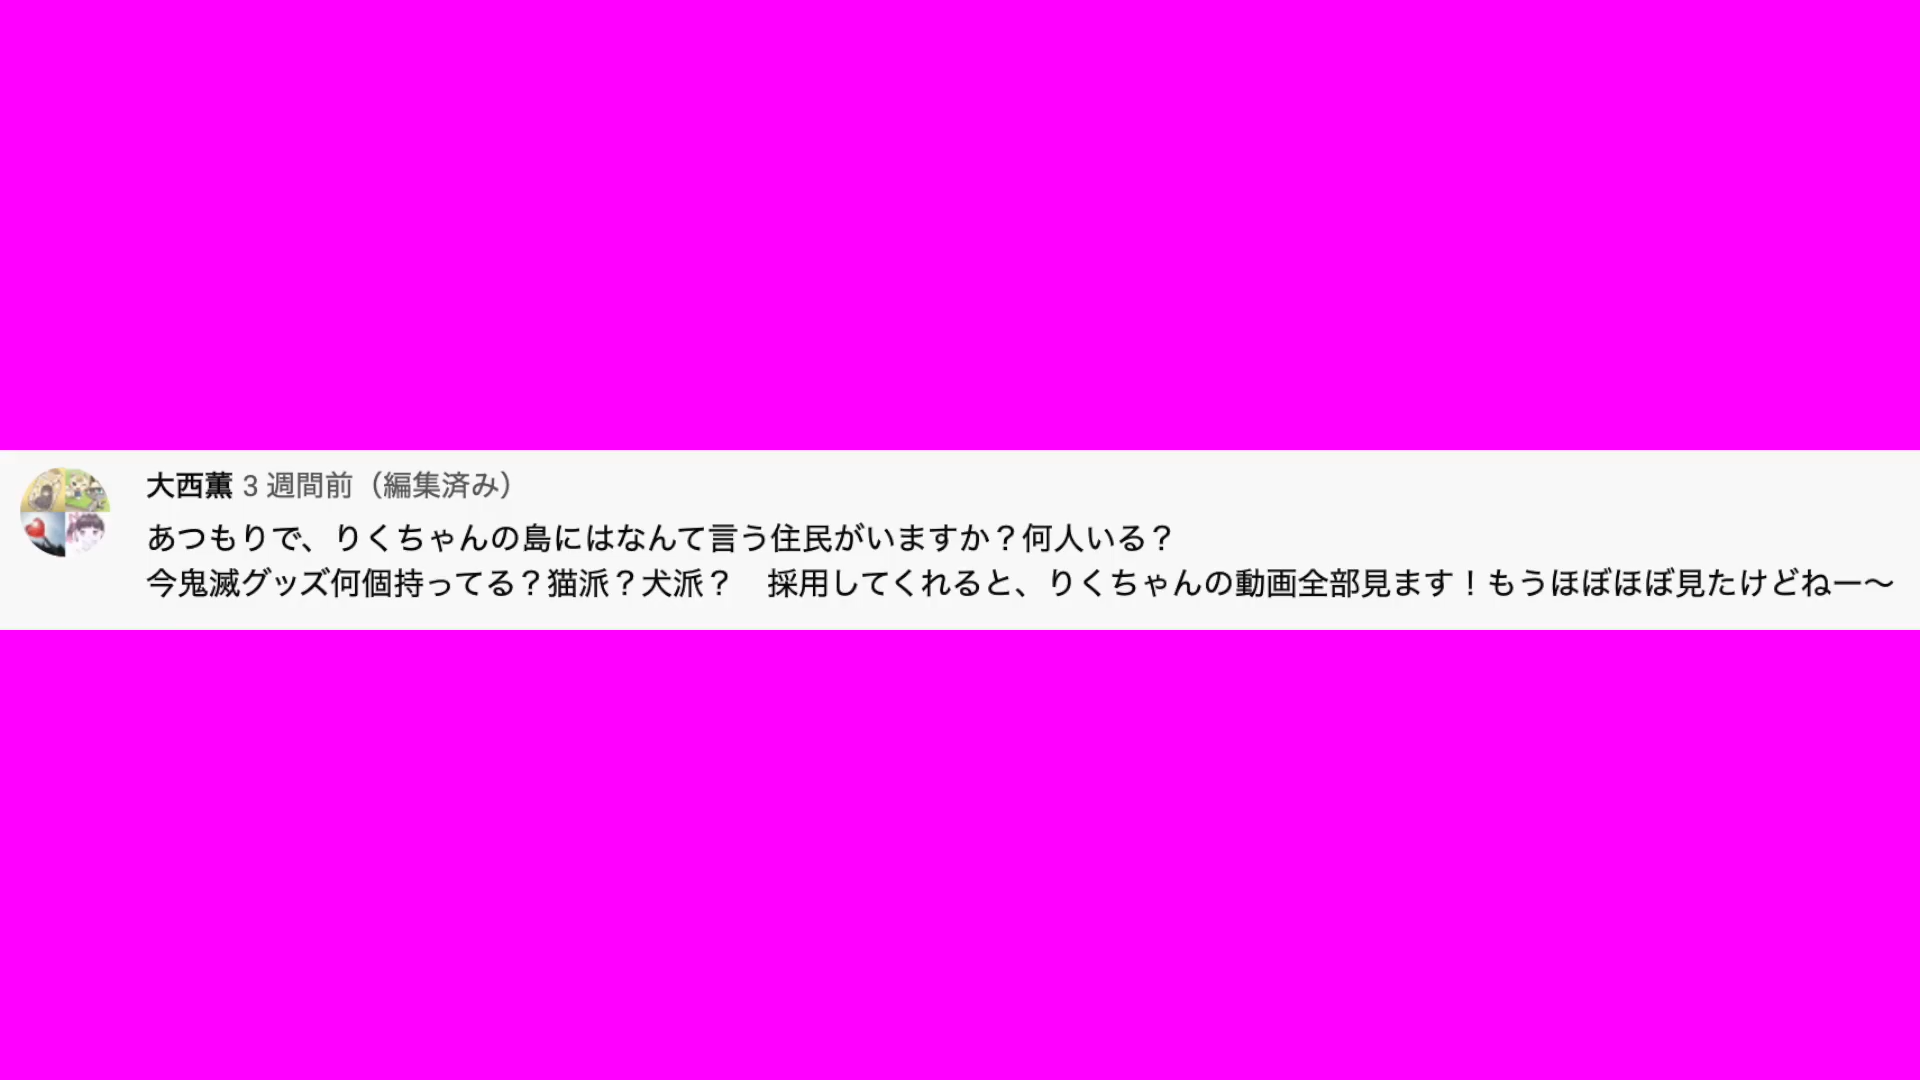 大西薫 3 週間前（編集済み）
あつもりで、りくちゃんの島にはなんて言う住民がいますか？何人いる？
今鬼滅グッズ何個持ってる？猫派？犬派？　採用してくれると、りくちゃんの動画全部見ます！もうほぼほぼ見たけどねー〜